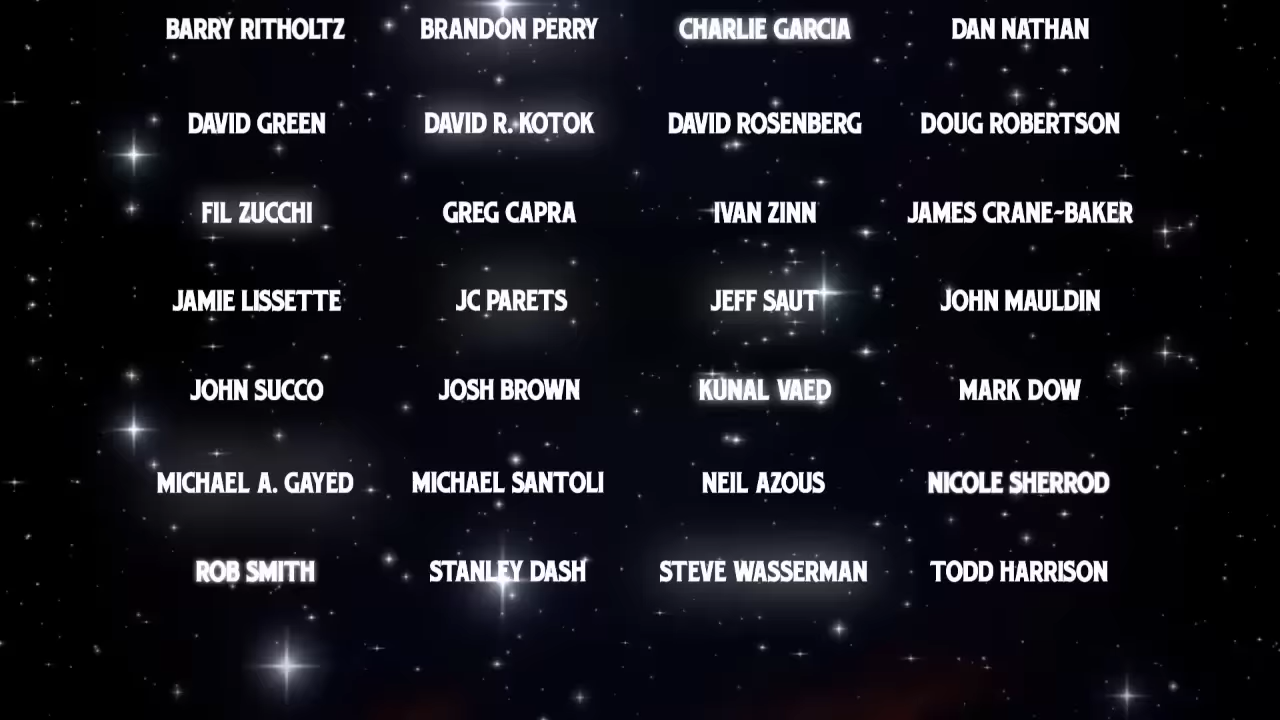 BARRY RITHOLTZ BRANDON PERRY CHARLIE GARCIA DAN NATHAN
DAVID GREEN DAVID R. KOTOK DAVID ROSENBERG DOUG ROBERTSON
FIL ZUCCHI GREG CAPRA IVAN ZINN JAMES CRANE-BAKER
JAMIE LISSETTE JC PARETS JEFF SAUT JOHN MAULDIN
JOHN SUCCO JOSH BROWN KUNAL VAED MARK DOW
MICHAEL A. GAYED MICHAEL SANTOLI NEIL AZOUS NICOLE SHERROD
ROB SMITH STANLEY DASH STEVE WASSERMAN TODD HARRISON